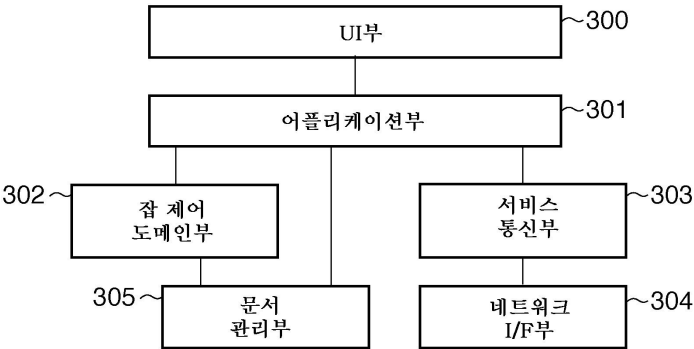 UI부
300
어플리케이션부
301
302
잡 제어
도메인부
서비스
통신부
303
305
문서
관리부
네트워크
I/F부
304